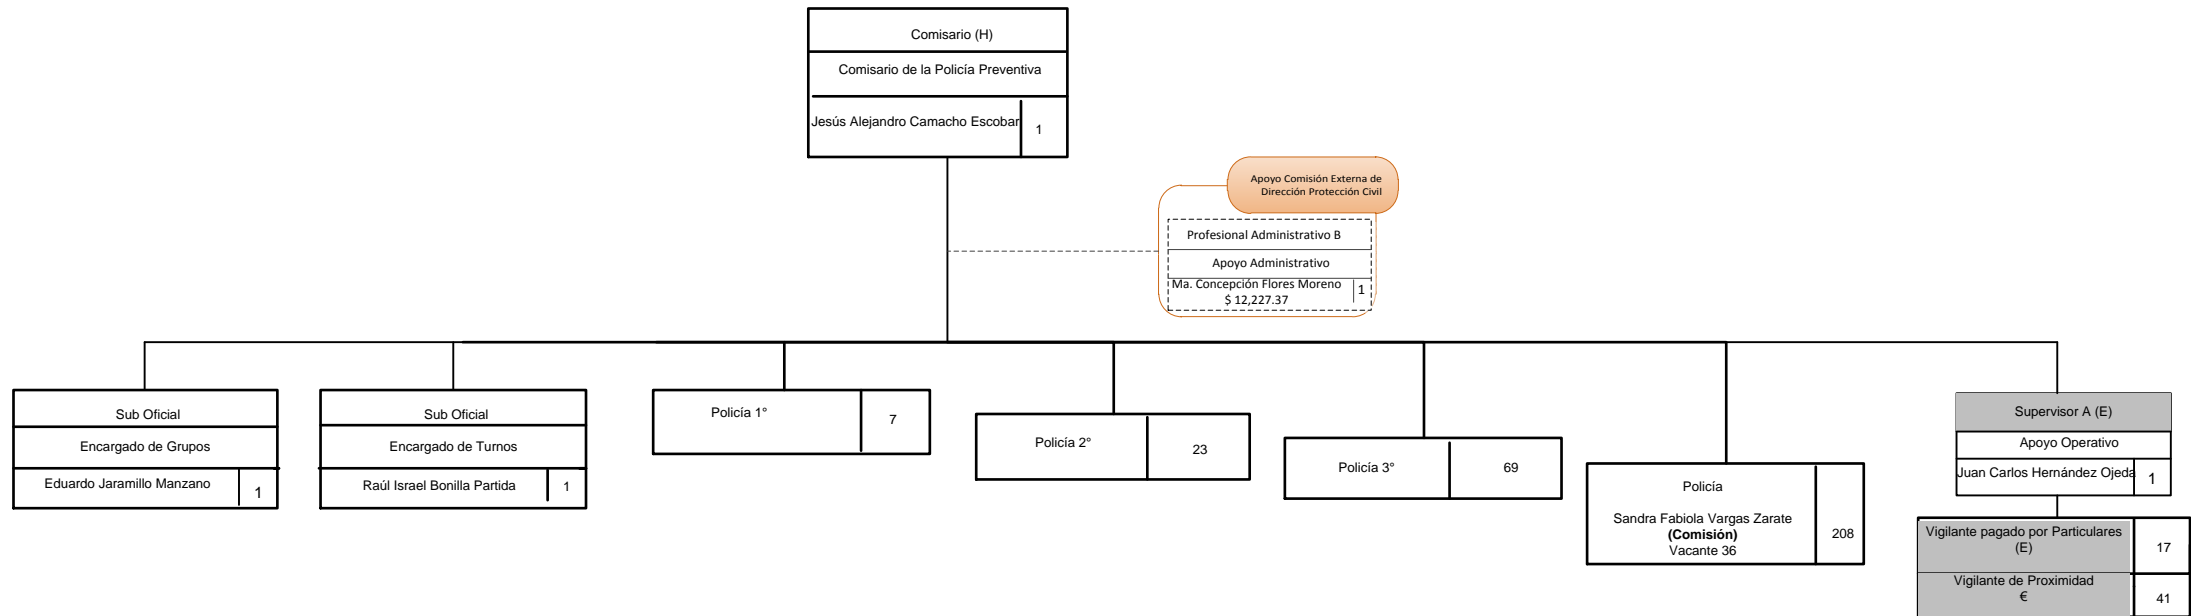 Comisario (H)
Comisario de la Policía Preventiva
Jesús Alejandro Camacho Escobar
1
Apoyo Comisión Externa de
Dirección Protección Civil
Profesional Administrativo B
Apoyo Administrativo
Ma. Concepción Flores Moreno
$ 12,227.37
1
Sub Oficial
Encargado de Grupos
Eduardo Jaramillo Manzano
1
Sub Oficial
Encargado de Turnos
Raúl Israel Bonilla Partida
1
Policía 1°
7
Policía 2°
23
Policía 3°
69
Policía
Sandra Fabiola Vargas Zarate
(Comisión)
Vacante 36
208
Supervisor A (E)
Apoyo Operativo
Juan Carlos Hernández Ojeda
1
Vigilante pagado por Particulares
(E)
17
Vigilante de Proximidad
€
41